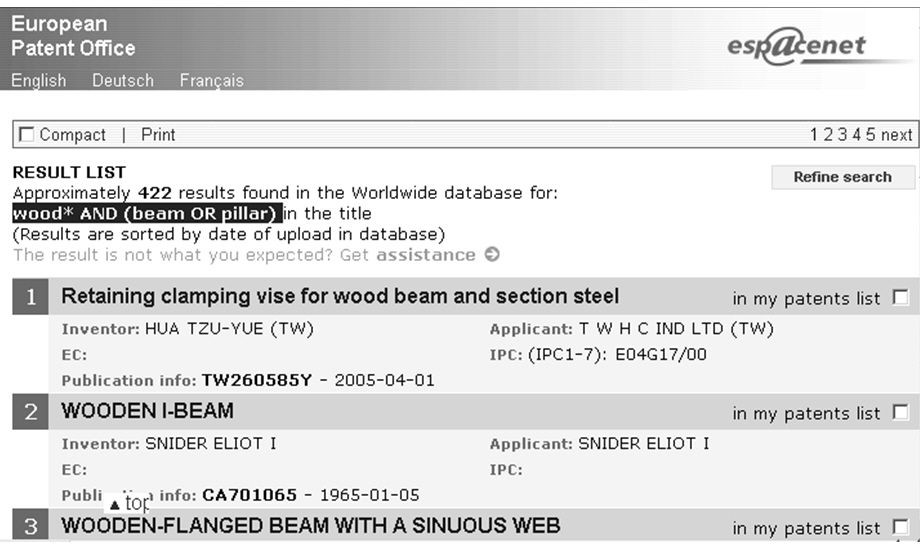 European
Patent Office
espacenet
English Deutsch Français
Compact | Print 1 2 3 4 5 next
RESULT LIST
Refine search
Approximately 422 results found in the Worldwide database for:
wood* AND (beam OR pillar) in the title
(Results are sorted by date of upload in database)
The result is not what you expected? Get assistance
1 Retaining clamping vise for wood beam and section steel in my patents list
Inventor: HUA TZU-YUE (TW) Applicant: T W H C IND LTD (TW)
EC: IPC: (IPC1-7): E04G17/00
Publication info: TW260585Y - 2005-04-01
2 WOODEN I-BEAM in my patents list
Inventor: SNIDER ELIOT I Applicant: SNIDER ELIOT I
EC: IPC:
info: CA701065 - 1965-01-05
▲ top
3 WOODEN-FLANGED BEAM WITH A SINUOUS WEB in my patents list